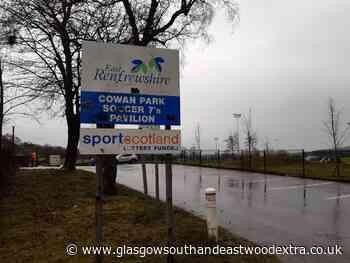 East
Renfrewshire
COWAN PARK
SOCCER 7's
PAVILION
sportscotland
LOTTERY FUNDED
www.glasgowsouthandeastwoodextra.co.uk